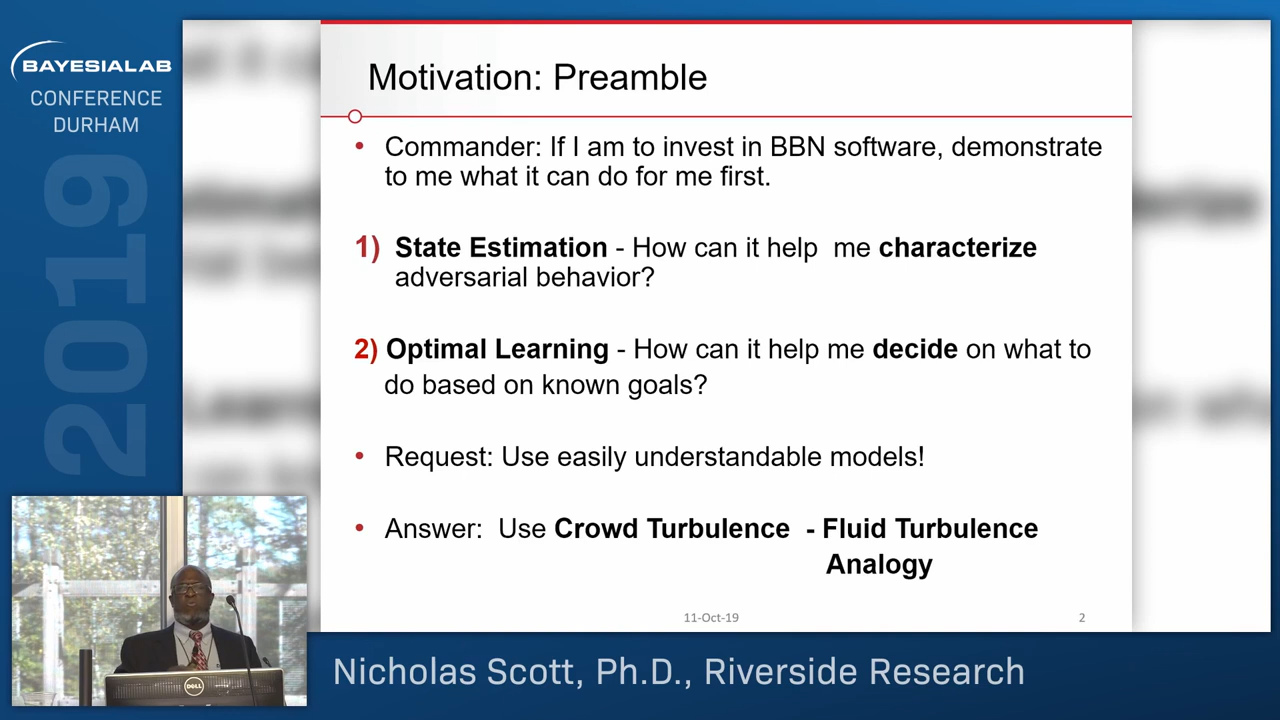 BAYESIALAB
CONFERENCE
DURHAM
2019
Motivation: Preamble
• Commander: If I am to invest in BBN software, demonstrate
to me what it can do for me first.
1) State Estimation - How can it help me characterize
adversarial behavior?
2) Optimal Learning - How can it help me decide on what to
do based on known goals?
• Request: Use easily understandable models!
• Answer: Use Crowd Turbulence - Fluid Turbulence
Analogy
11-Oct-19
2
DELL
Nicholas Scott, Ph.D., Riverside Research